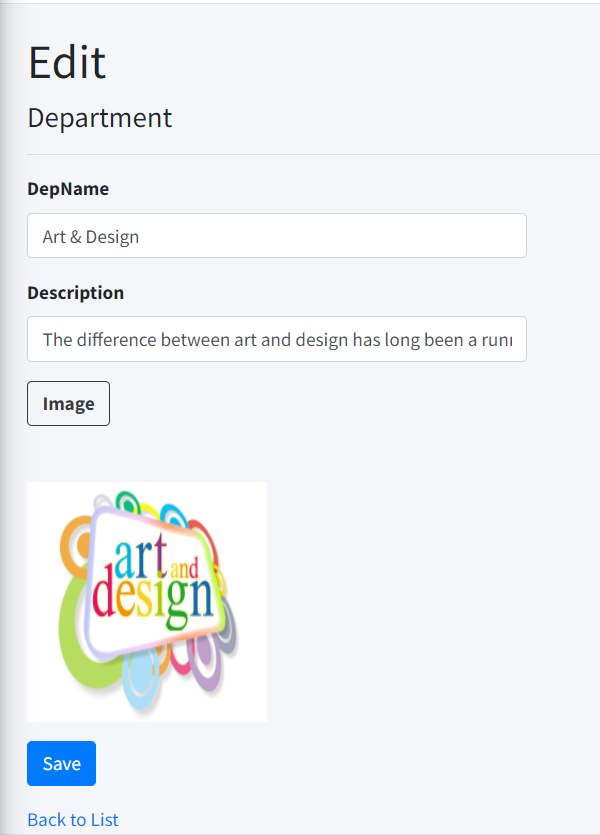 Edit
Department
DepName
Art & Design
Description
The difference between art and design has long been a
Image
art and
design
Save
Back to List